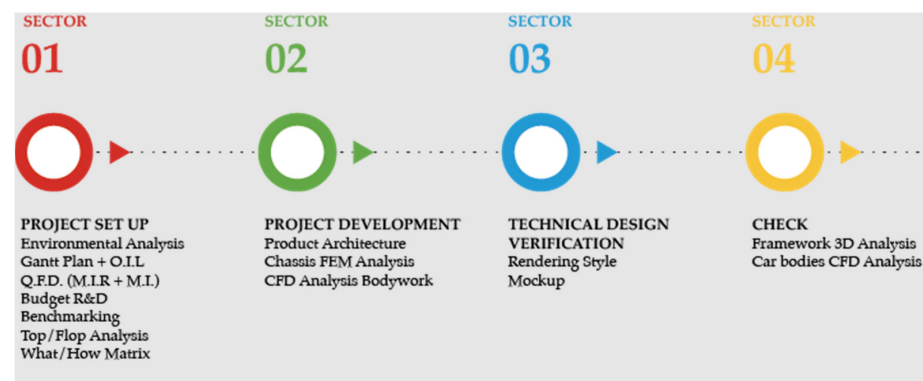 SECTOR
01
PROJECT SET UP
Environmental Analysis
Gantt Plan + O.I.L
Q.F.D. (M.I.R + M.I.)
Budget R&D
Benchmarking
Top/Flop Analysis
What/How Matrix
SECTOR
02
PROJECT DEVELOPMENT
Product Architecture
Chassis FEM Analysis
CFD Analysis Bodywork
SECTOR
03
TECHNICAL DESIGN
VERIFICATION
Rendering Style
Mockup
SECTOR
04
CHECK
Framework 3D Analysis
Car bodies CFD Analysis